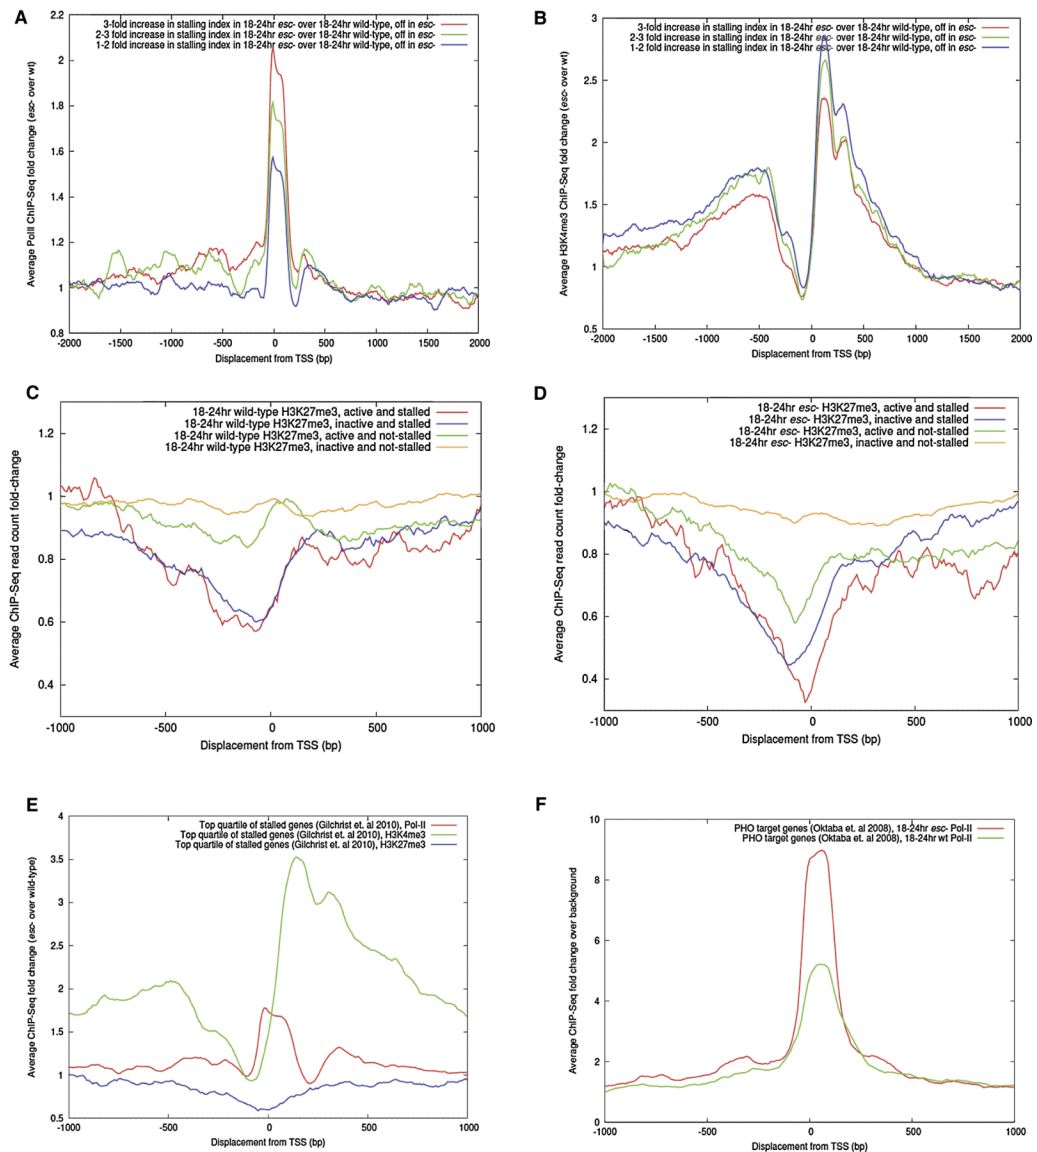 A
3-fold increase in stalling index in 18-24hr esc- over 18-24hr wild-type, off in esc-
2-3 fold increase in stalling index in 18-24hr esc- over 18-24hr wild-type, off in esc-
1-2 fold increase in stalling index in 18-24hr esc- over 18-24hr wild-type, off in esc-
Average PolII ChIP-Seq fold change (esc- over wt)
2.2
2
1.8
1.6
1.4
1.2
1
0.8
-2000 -1500 -1000 -500 0 500 1000 1500 2000
Displacement from TSS (bp)
B
3-fold increase in stalling index in 18-24hr esc- over 18-24hr wild-type, off in esc-
2-3 fold increase in stalling index in 18-24hr esc- over 18-24hr wild-type, off in esc-
1-2 fold increase in stalling index in 18-24hr esc- over 18-24hr wild-type, off in esc-
Average H3K4me3 ChIP-Seq fold change (esc- over wt)
3
2.5
2
1.5
1
0.5
-2000 -1500 -1000 -500 0 500 1000 1500 2000
Displacement from TSS (bp)
C
18-24hr wild-type H3K27me3, active and stalled
18-24hr wild-type H3K27me3, inactive and stalled
18-24hr wild-type H3K27me3, active and not-stalled
18-24hr wild-type H3K27me3, inactive and not-stalled
Average ChIP-Seq read count fold-change
1.2
1
0.8
0.6
0.4
-1000 -500 0 500 1000
Displacement from TSS (bp)
D
18-24hr esc- H3K27me3, active and stalled
18-24hr esc- H3K27me3, inactive and stalled
18-24hr esc- H3K27me3, active and not-stalled
18-24hr esc- H3K27me3, inactive and not-stalled
Average ChIP-Seq read count fold-change
1.2
1
0.8
0.6
0.4
-1000 -500 0 500 1000
Displacement from TSS (bp)
E
Top quartile of stalled genes (Gilchrist et. al 2010), Pol-II
Top quartile of stalled genes (Gilchrist et. al 2010), H3K4me3
Top quartile of stalled genes (Gilchrist et. al 2010), H3K27me3
Average ChIP-Seq fold change (esc- over wild-type)
4
3.5
3
2.5
2
1.5
1
0.5
-1000 -500 0 500 1000
Displacement from TSS (bp)
F
PHO target genes (Oktaba et. al 2008), 18-24hr esc- Pol-II
PHO target genes (Oktaba et. al 2008), 18-24hr wt Pol-II
Average ChIP-Seq fold change over background
10
8
6
4
2
0
-1000 -500 0 500 1000
Displacement from TSS (bp)